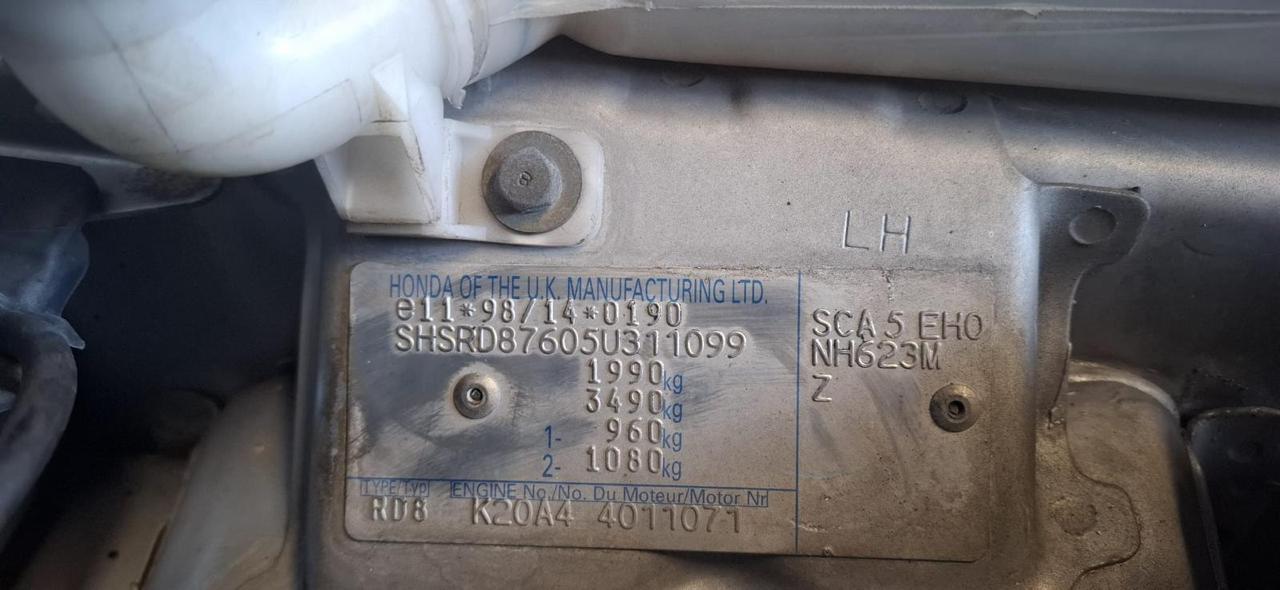 LH
HONDA OF THE U.K. MANUFACTURING LTD.
e11*98/14*0190
SHSRD87605U311099
1990kg
3490kg
1- 960kg
2- 1080kg
TYPE/TYP ENGINE No./No. Du Moteur/Motor Nr
RD8 K20A4 4011071
SCA 5 EH0
NH623M
Z